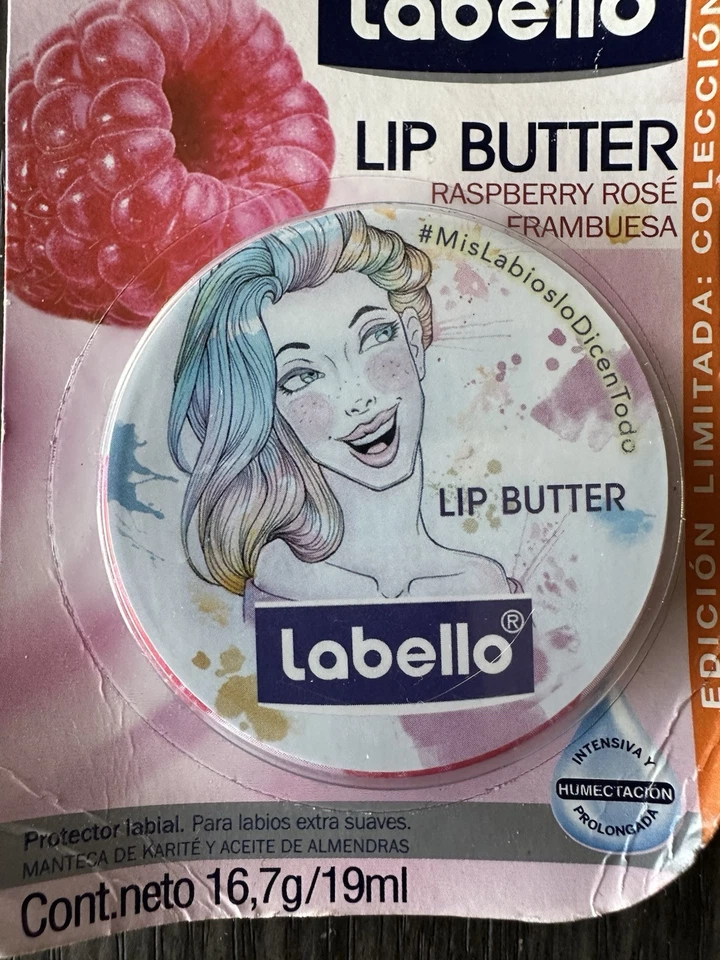 Labello
LIP BUTTER
RASPBERRY ROSÉ
FRAMBUESA
EDICIÓN LIMITADA: COLECCIÓN
#MisLabiosloDicenTodo
LIP BUTTER
Labello®
INTENSIVA Y
HUMECTACIÓN
PROLONGADA
Protector labial. Para labios extra suaves.
MANTECA DE KARITÉ Y ACEITE DE ALMENDRAS
Cont.neto 16,7g/19ml